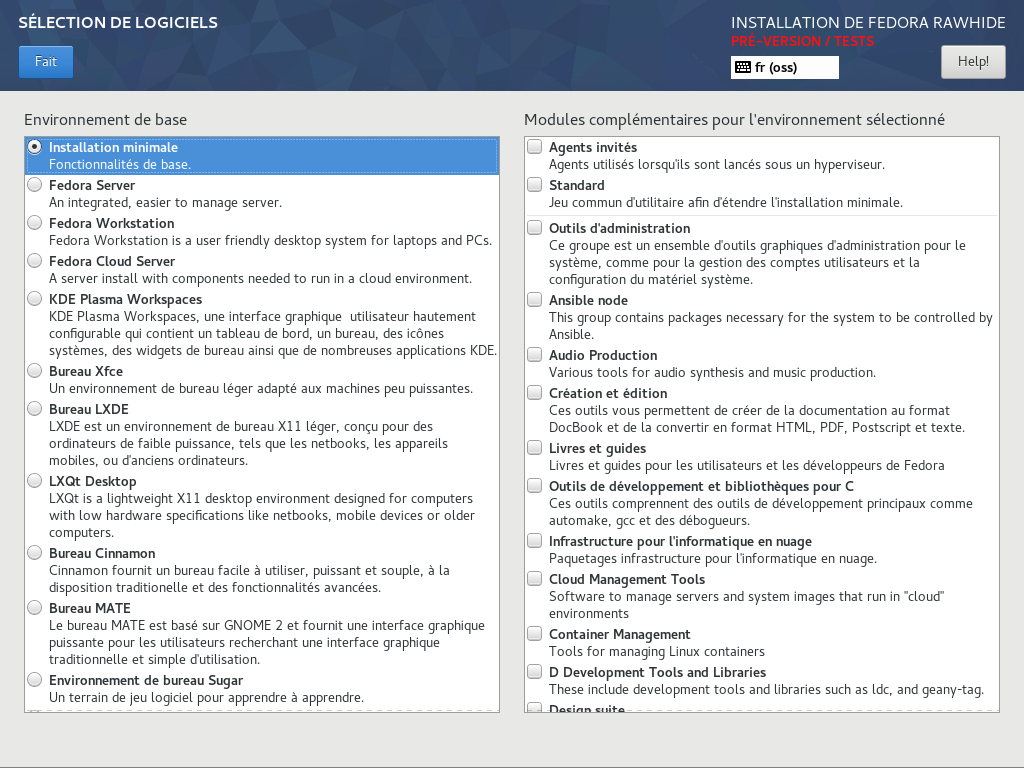 SÉLECTION DE LOGICIELS
INSTALLATION DE FEDORA RAWHIDE
PRÉ-VERSION / TESTS
Fait
fr (oss)
Help!
Environnement de base
Installation minimale
Fonctionnalités de base.
Fedora Server
An integrated, easier to manage server.
Fedora Workstation
Fedora Workstation is a user friendly desktop system for laptops and PCs.
Fedora Cloud Server
A server install with components needed to run in a cloud environment.
KDE Plasma Workspaces
KDE Plasma Workspaces, une interface graphique  utilisateur hautement
configurable qui contient un tableau de bord, un bureau, des icônes
systèmes, des widgets de bureau ainsi que de nombreuses applications KDE.
Bureau Xfce
Un environnement de bureau léger adapté aux machines peu puissantes.
Bureau LXDE
LXDE est un environnement de bureau X11 léger, conçu pour des
ordinateurs de faible puissance, tels que les netbooks, les appareils
mobiles, ou d'anciens ordinateurs.
LXQt Desktop
LXQt is a lightweight X11 desktop environment designed for computers
with low hardware specifications like netbooks, mobile devices or older
computers.
Bureau Cinnamon
Cinnamon fournit un bureau facile à utiliser, puissant et souple, à la
disposition traditionelle et des fonctionnalités avancées.
Bureau MATE
Le bureau MATE est basé sur GNOME 2 et fournit une interface graphique
puissante pour les utilisateurs recherchant une interface graphique
traditionnelle et simple d'utilisation.
Environnement de bureau Sugar
Un terrain de jeu logiciel pour apprendre à apprendre.
Modules complémentaires pour l'environnement sélectionné
Agents invités
Agents utilisés lorsqu'ils sont lancés sous un hyperviseur.
Standard
Jeu commun d'utilitaire afin d'étendre l'installation minimale.
Outils d'administration
Ce groupe est un ensemble d'outils graphiques d'administration pour le
système, comme pour la gestion des comptes utilisateurs et la
configuration du matériel système.
Ansible node
This group contains packages necessary for the system to be controlled by
Ansible.
Audio Production
Various tools for audio synthesis and music production.
Création et édition
Ces outils vous permettent de créer de la documentation au format
DocBook et de la convertir en format HTML, PDF, Postscript et texte.
Livres et guides
Livres et guides pour les utilisateurs et les développeurs de Fedora
Outils de développement et bibliothèques pour C
Ces outils comprennent des outils de développement principaux comme
automake, gcc et des débogueurs.
Infrastructure pour l'informatique en nuage
Paquetages infrastructure pour l'informatique en nuage.
Cloud Management Tools
Software to manage servers and system images that run in "cloud"
environments
Container Management
Tools for managing Linux containers
D Development Tools and Libraries
These include development tools and libraries such as ldc, and geany-tag.
Design suite